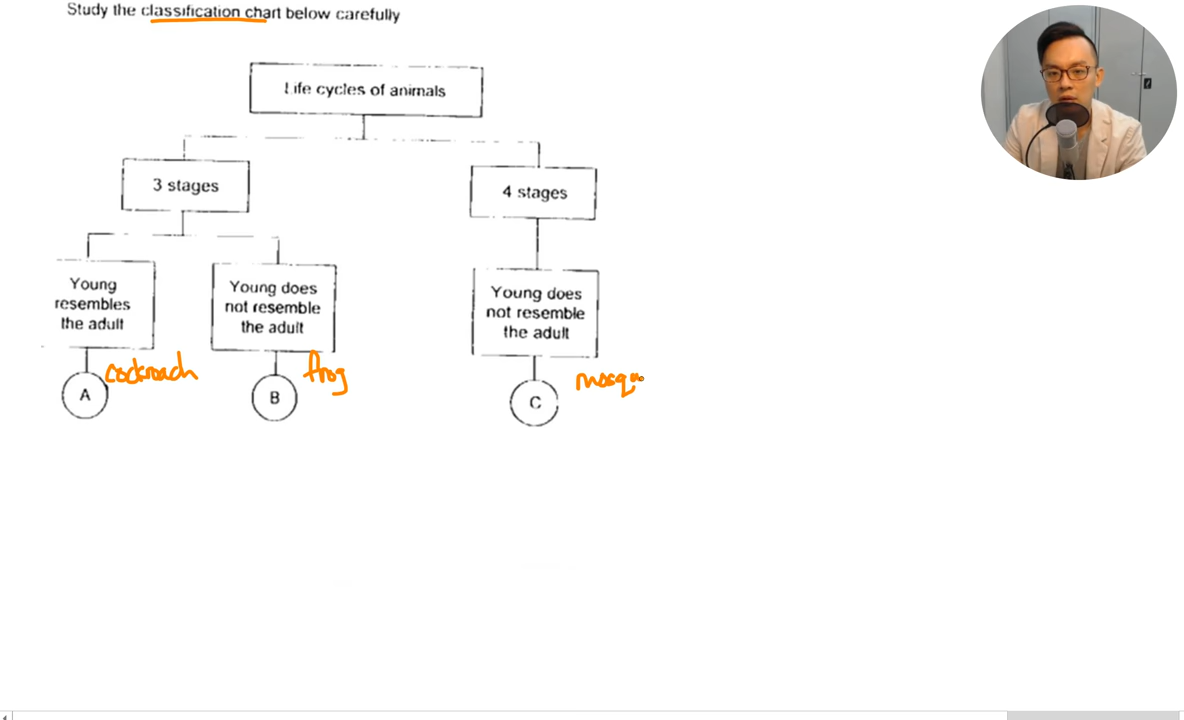 Study the classification chart below carefully
Life cycles of animals
3 stages
4 stages
Young
resembles
the adult
Young does
not resemble
the adult
Young does
not resemble
the adult
A
cockroach
B
frog
C
mosqu